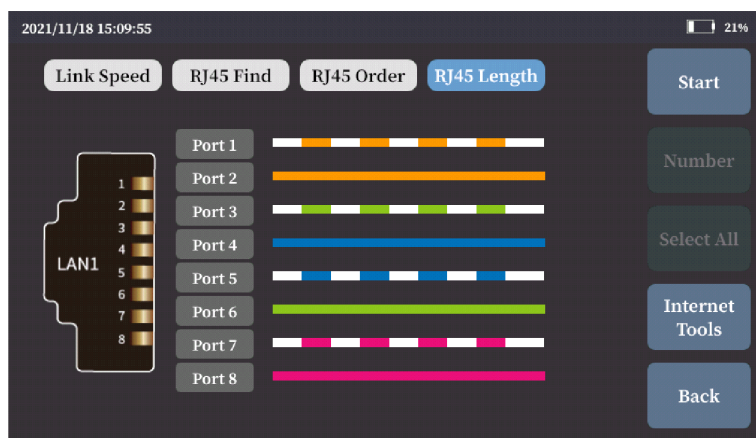 2021/11/18 15:09:55
21%
Link Speed
RJ45 Find
RJ45 Order
RJ45 Length
Start
Number
Select All
Internet
Tools
Back
LAN1
1
2
3
4
5
6
7
8
Port 1
Port 2
Port 3
Port 4
Port 5
Port 6
Port 7
Port 8